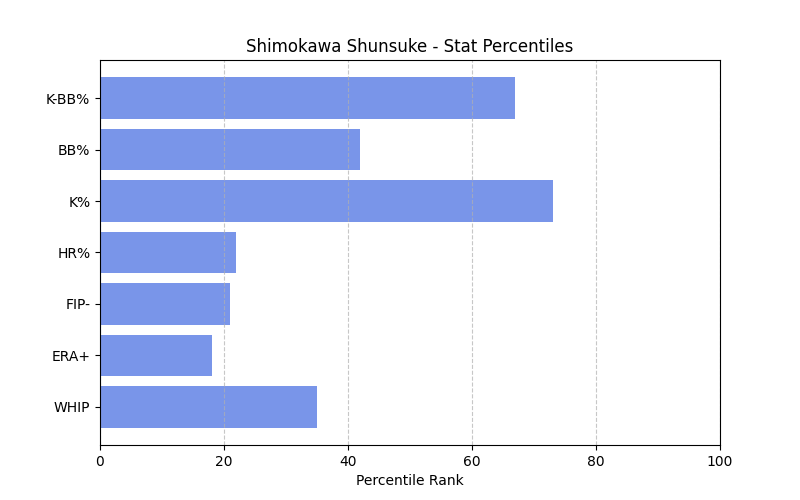 Shimokawa Shunsuke - Stat Percentiles
K-BB%
BB%
K%
HR%
FIP-
ERA+
WHIP
0 20 40 60 80 100
Percentile Rank